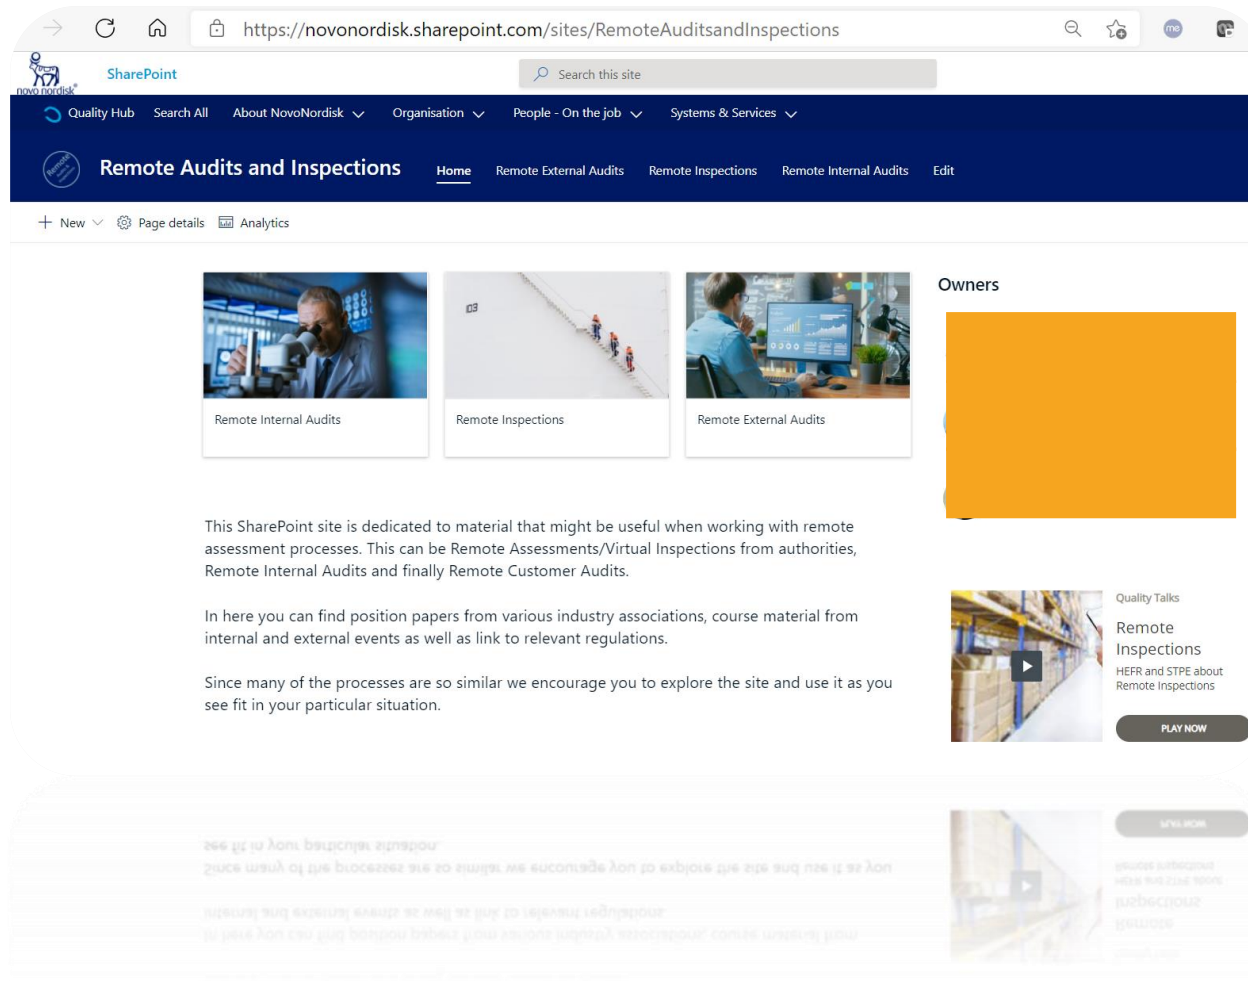 https://novonordisk.sharepoint.com/sites/RemoteAuditsandInspections
me
novo nordisk®
SharePoint
Search this site
Quality Hub
Search All
About NovoNordisk
Organisation
People - On the job
Systems & Services
Remote
Remote Audits and Inspections
Home
Remote External Audits
Remote Inspections
Remote Internal Audits
Edit
+ New
Page details
Analytics
03
Remote Internal Audits
Remote Inspections
Remote External Audits
Owners
This SharePoint site is dedicated to material that might be useful when working with remote
assessment processes. This can be Remote Assessments/Virtual Inspections from authorities,
Remote Internal Audits and finally Remote Customer Audits.
In here you can find position papers from various industry associations, course material from
internal and external events as well as link to relevant regulations.
Since many of the processes are so similar we encourage you to explore the site and use it as you
see fit in your particular situation.
Quality Talks
Remote
Inspections
HEFR and STPE about
Remote Inspections
PLAY NOW